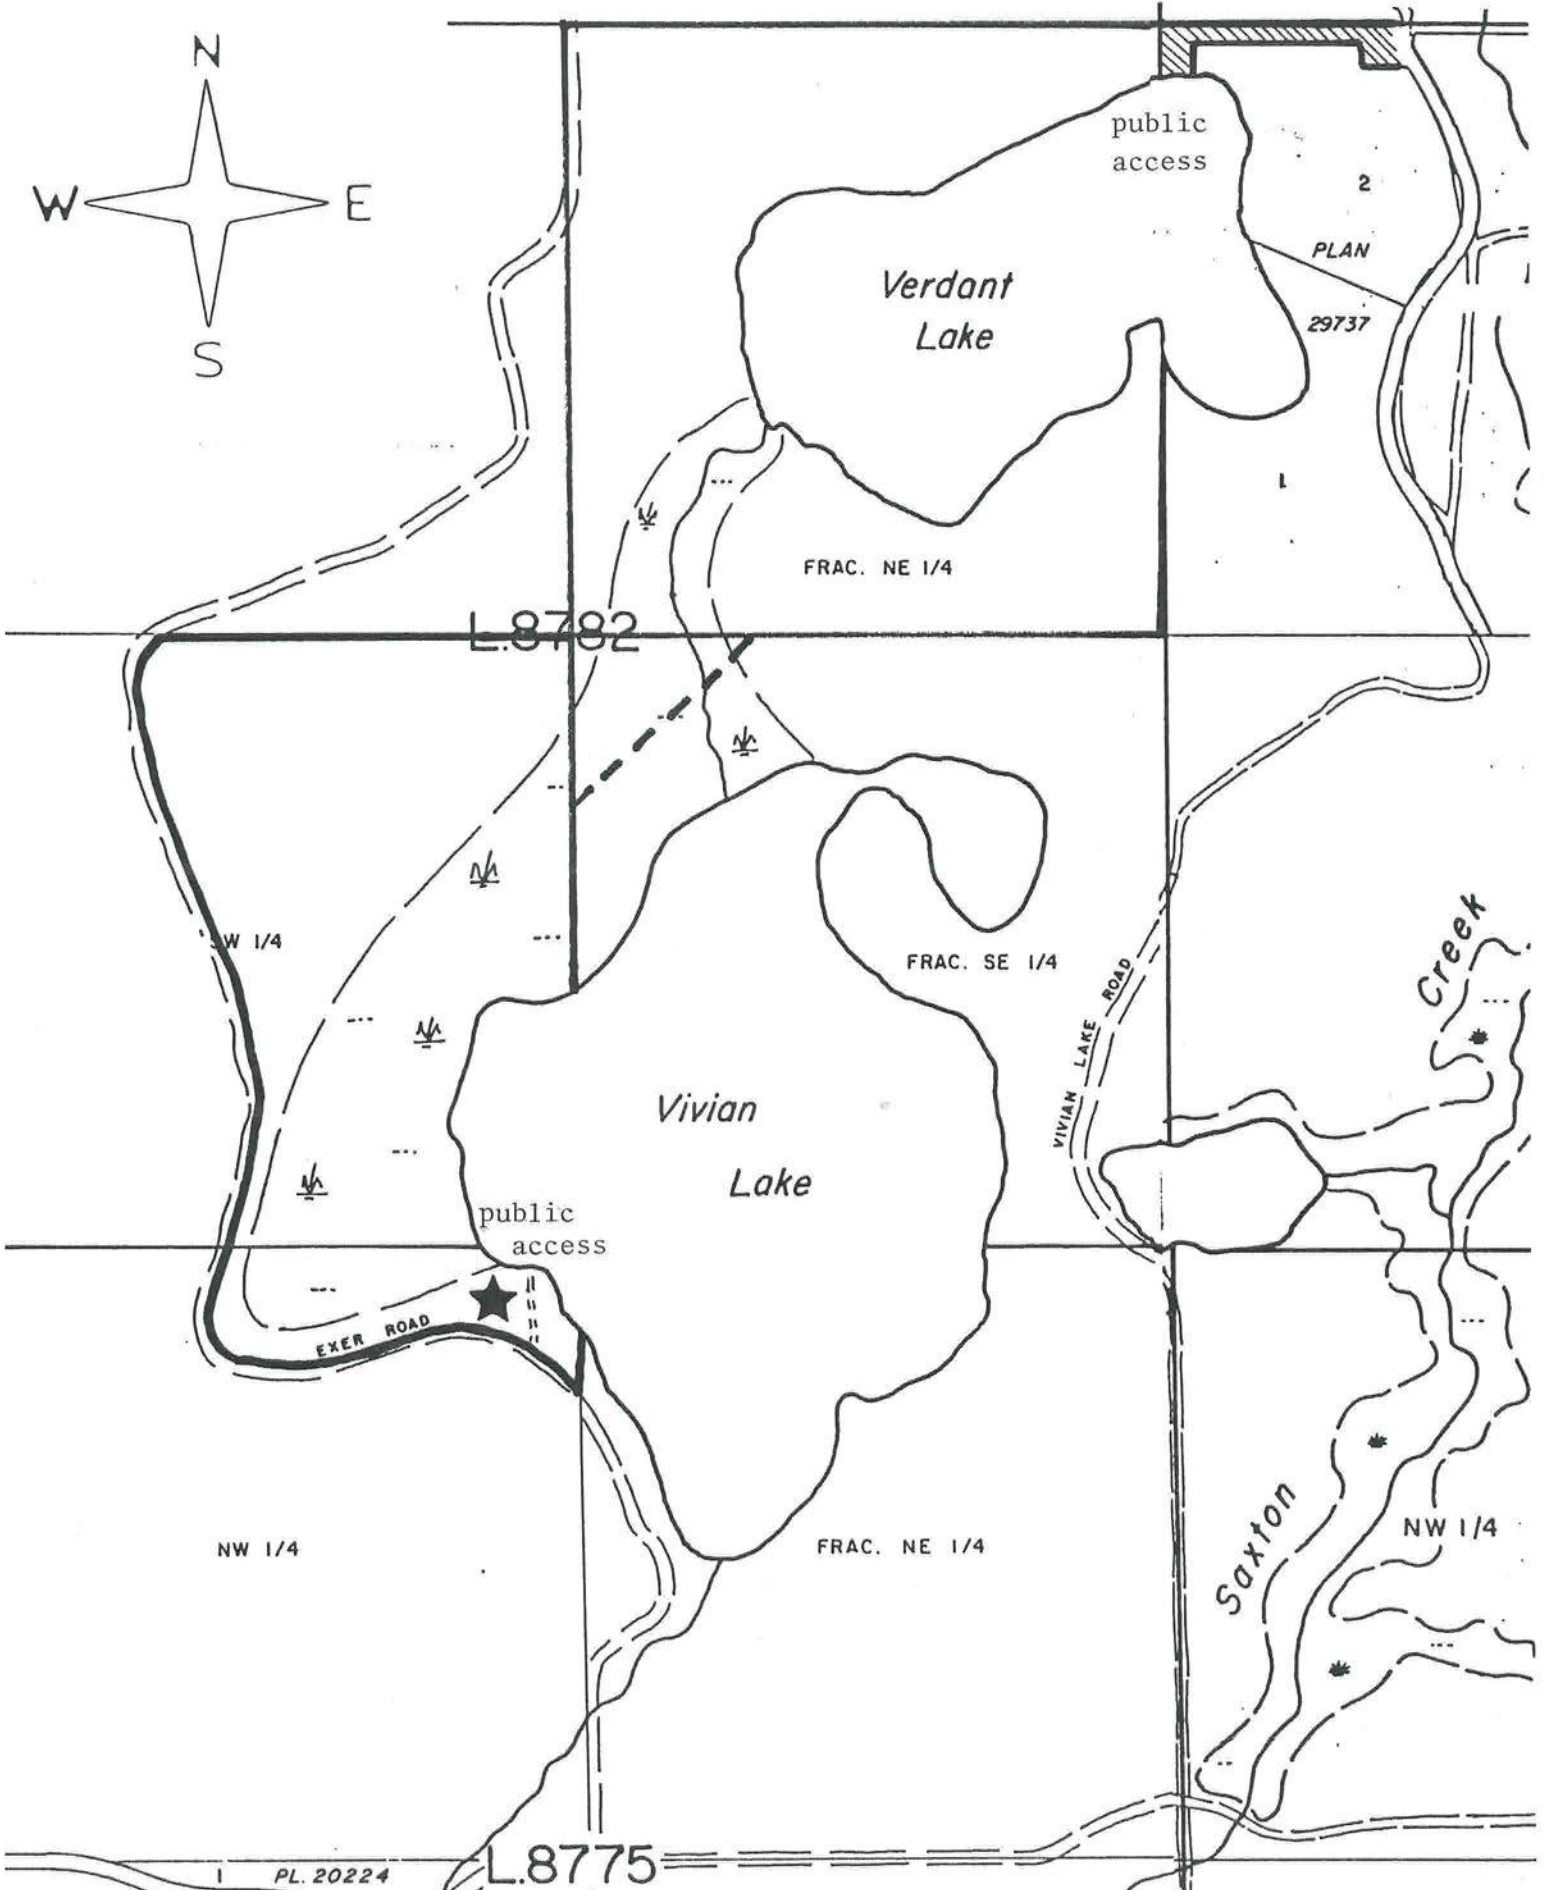 N
W
E
S
public
access
2
PLAN
29737
Verdant
Lake
1
FRAC. NE 1/4
L.8782
W 1/4
FRAC. SE 1/4
VIVIAN LAKE ROAD
Creek
Vivian
Lake
public
access
EXER ROAD
NW 1/4
FRAC. NE 1/4
Saxton
NW 1/4
L.8775
1
PL. 20224